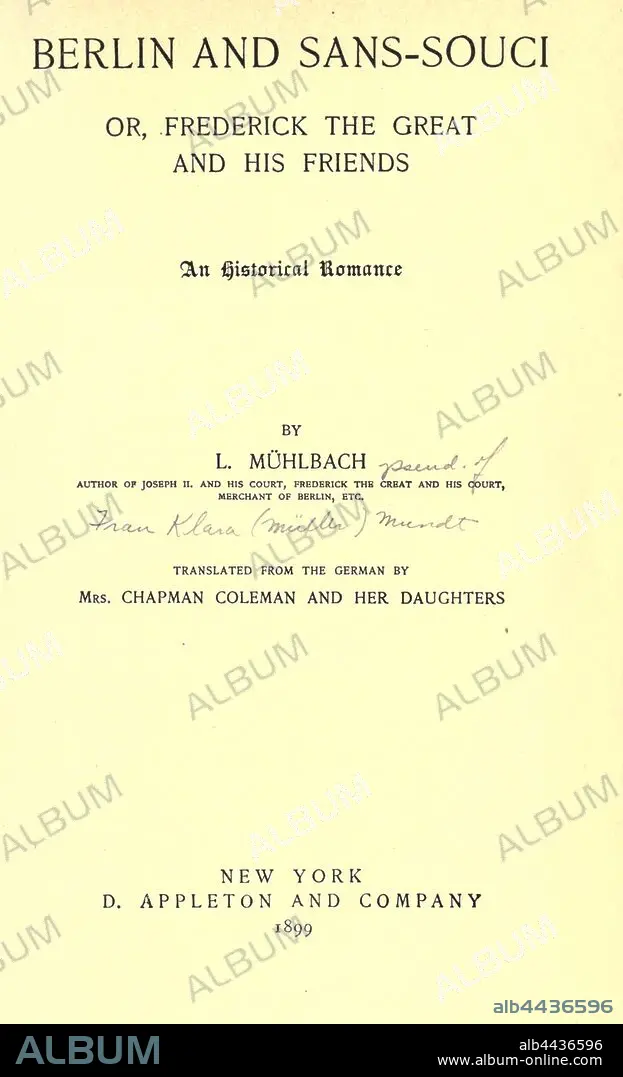 BERLIN AND SANS-SOUCI
OR, FREDERICK THE GREAT
AND HIS FRIENDS
An Historical Romance
BY
L. MÜHLBACH pseud. of
AUTHOR OF JOSEPH II. AND HIS COURT, FREDERICK THE GREAT AND HIS COURT,
MERCHANT OF BERLIN, ETC.
Frau Klara (Müller) Mundt
TRANSLATED FROM THE GERMAN BY
MRS. CHAPMAN COLEMAN AND HER DAUGHTERS
NEW YORK
D. APPLETON AND COMPANY
1899
alb4436596
ALBUM
alb4436596
www.album-online.com